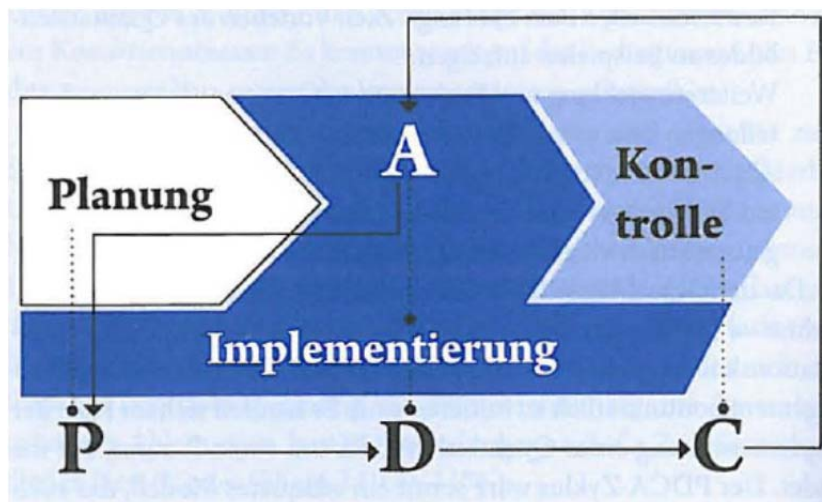 A
Planung
Kon-
trolle
Implementierung
P
D
C